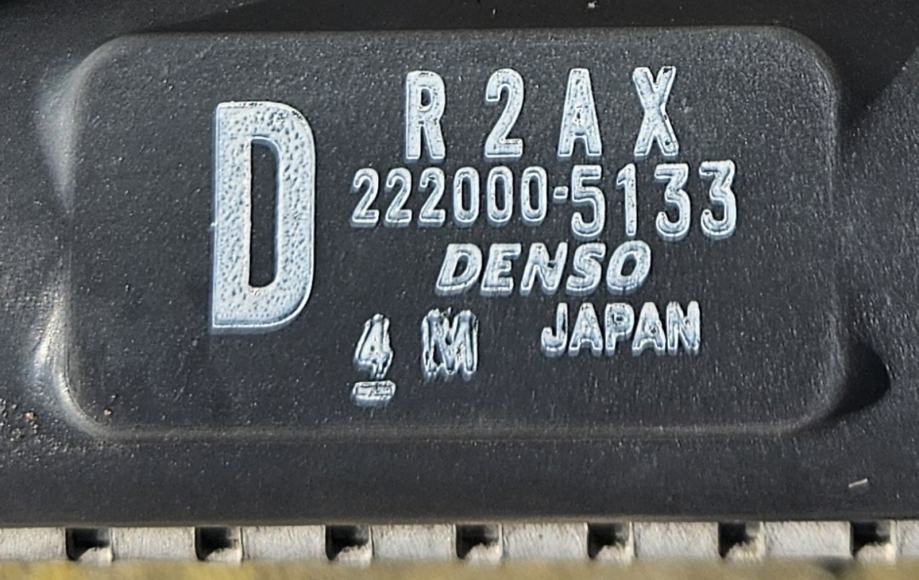 D
R2AX
222000-5133
DENSO
4 M JAPAN